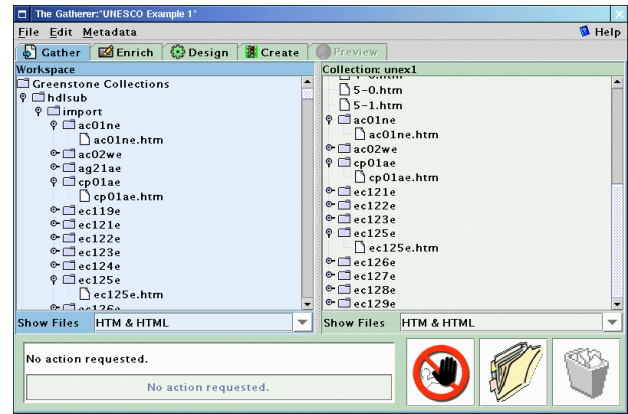 The Gatherer:"UNESCO Example 1"
File Edit Metadata Help
Gather Enrich Design Create Preview
Workspace
Greenstone Collections
hdlsub
import
ac01ne
ac01ne.htm
ac02we
ag21ae
cp01ae
cp01ae.htm
ec119e
ec121e
ec122e
ec123e
ec124e
ec125e
ec125e.htm
ec126e
Show Files HTM & HTML
Collection: unex1
5-0.htm
5-1.htm
ac01ne
ac01ne.htm
ac02we
cp01ae
cp01ae.htm
ec121e
ec122e
ec123e
ec125e
ec125e.htm
ec126e
ec127e
ec128e
ec129e
Show Files HTM & HTML
No action requested.
No action requested.